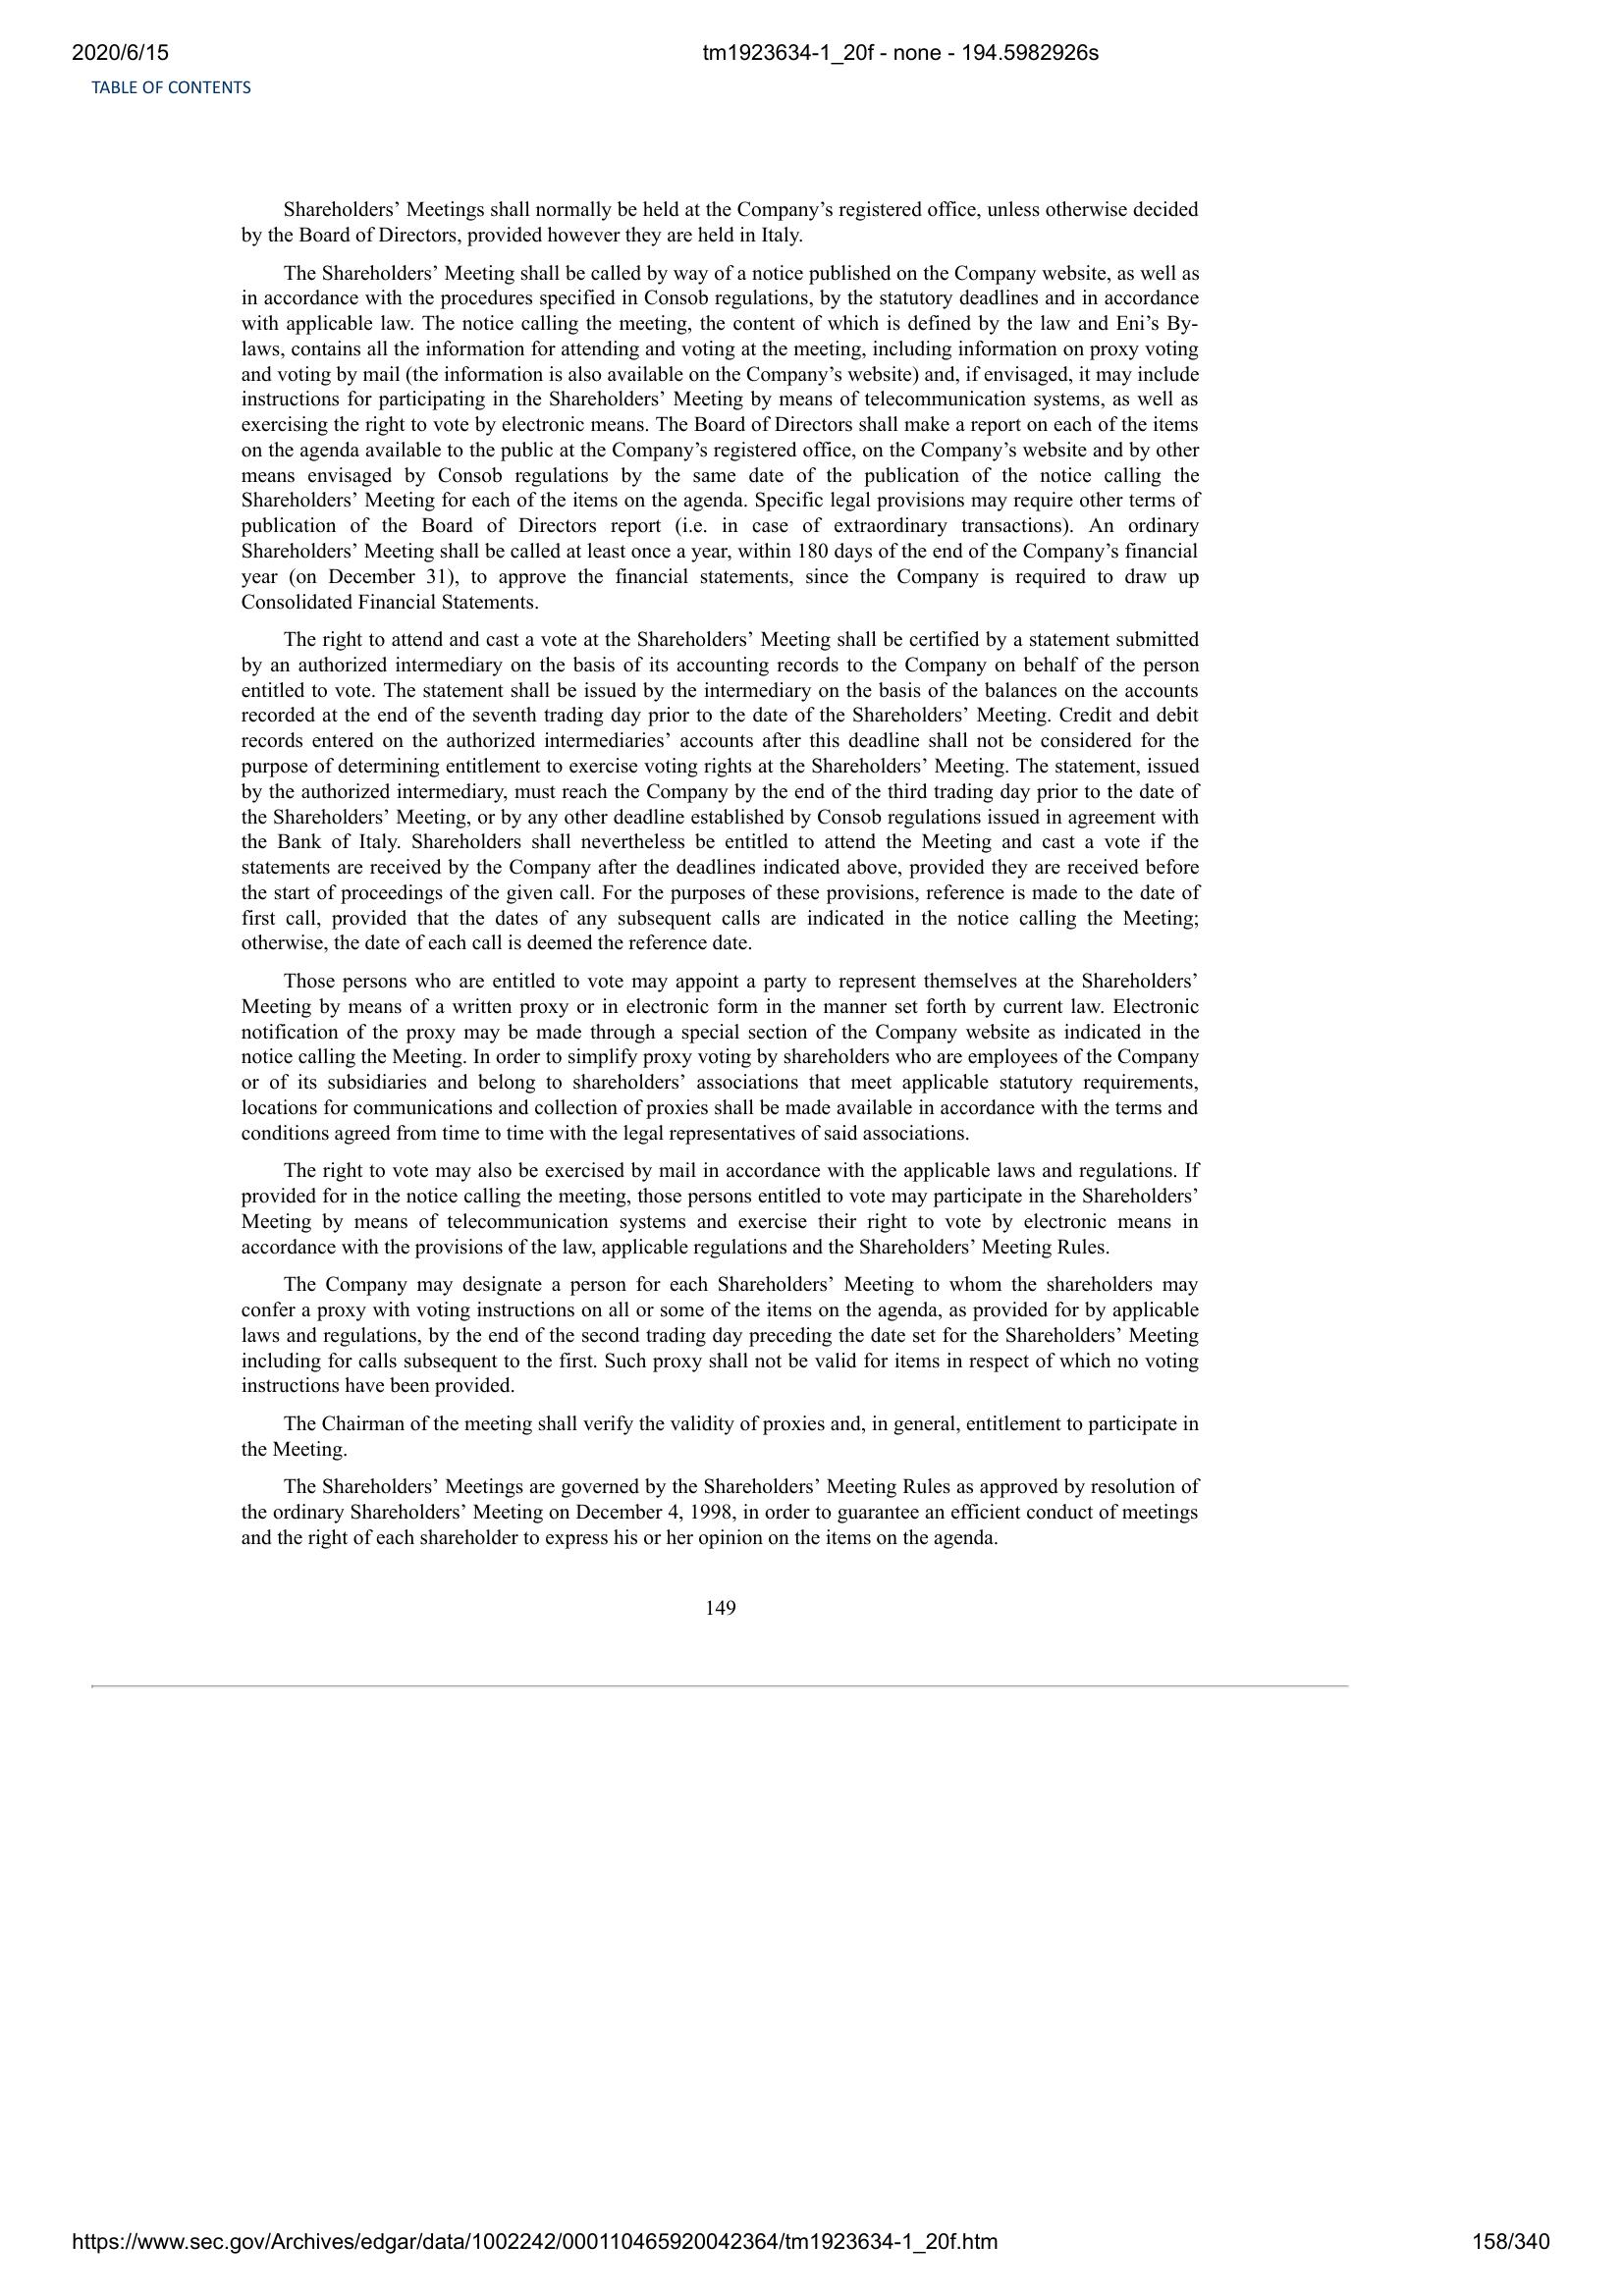 2020/6/15
tm1923634-1_20f - none - 194.5982926s
TABLE OF CONTENTS
Shareholders’ Meetings shall normally be held at the Company’s registered office, unless otherwise decided
by the Board of Directors, provided however they are held in Italy.
The Shareholders’ Meeting shall be called by way of a notice published on the Company website, as well as
in accordance with the procedures specified in Consob regulations, by the statutory deadlines and in accordance
with applicable law. The notice calling the meeting, the content of which is defined by the law and Eni’s By-
laws, contains all the information for attending and voting at the meeting, including information on proxy voting
and voting by mail (the information is also available on the Company’s website) and, if envisaged, it may include
instructions for participating in the Shareholders’ Meeting by means of telecommunication systems, as well as
exercising the right to vote by electronic means. The Board of Directors shall make a report on each of the items
on the agenda available to the public at the Company’s registered office, on the Company’s website and by other
means envisaged by Consob regulations by the same date of the publication of the notice calling the
Shareholders’ Meeting for each of the items on the agenda. Specific legal provisions may require other terms of
publication of the Board of Directors report (i.e. in case of extraordinary transactions). An ordinary
Shareholders’ Meeting shall be called at least once a year, within 180 days of the end of the Company’s financial
year (on December 31), to approve the financial statements, since the Company is required to draw up
Consolidated Financial Statements.
The right to attend and cast a vote at the Shareholders’ Meeting shall be certified by a statement submitted
by an authorized intermediary on the basis of its accounting records to the Company on behalf of the person
entitled to vote. The statement shall be issued by the intermediary on the basis of the balances on the accounts
recorded at the end of the seventh trading day prior to the date of the Shareholders’ Meeting. Credit and debit
records entered on the authorized intermediaries’ accounts after this deadline shall not be considered for the
purpose of determining entitlement to exercise voting rights at the Shareholders’ Meeting. The statement, issued
by the authorized intermediary, must reach the Company by the end of the third trading day prior to the date of
the Shareholders’ Meeting, or by any other deadline established by Consob regulations issued in agreement with
the Bank of Italy. Shareholders shall nevertheless be entitled to attend the Meeting and cast a vote if the
statements are received by the Company after the deadlines indicated above, provided they are received before
the start of proceedings of the given call. For the purposes of these provisions, reference is made to the date of
first call, provided that the dates of any subsequent calls are indicated in the notice calling the Meeting;
otherwise, the date of each call is deemed the reference date.
Those persons who are entitled to vote may appoint a party to represent themselves at the Shareholders’
Meeting by means of a written proxy or in electronic form in the manner set forth by current law. Electronic
notification of the proxy may be made through a special section of the Company website as indicated in the
notice calling the Meeting. In order to simplify proxy voting by shareholders who are employees of the Company
or of its subsidiaries and belong to shareholders’ associations that meet applicable statutory requirements,
locations for communications and collection of proxies shall be made available in accordance with the terms and
conditions agreed from time to time with the legal representatives of said associations.
The right to vote may also be exercised by mail in accordance with the applicable laws and regulations. If
provided for in the notice calling the meeting, those persons entitled to vote may participate in the Shareholders’
Meeting by means of telecommunication systems and exercise their right to vote by electronic means in
accordance with the provisions of the law, applicable regulations and the Shareholders’ Meeting Rules.
The Company may designate a person for each Shareholders’ Meeting to whom the shareholders may
confer a proxy with voting instructions on all or some of the items on the agenda, as provided for by applicable
laws and regulations, by the end of the second trading day preceding the date set for the Shareholders’ Meeting
including for calls subsequent to the first. Such proxy shall not be valid for items in respect of which no voting
instructions have been provided.
The Chairman of the meeting shall verify the validity of proxies and, in general, entitlement to participate in
the Meeting.
The Shareholders’ Meetings are governed by the Shareholders’ Meeting Rules as approved by resolution of
the ordinary Shareholders’ Meeting on December 4, 1998, in order to guarantee an efficient conduct of meetings
and the right of each shareholder to express his or her opinion on the items on the agenda.
149
https://www.sec.gov/Archives/edgar/data/1002242/000110465920042364/tm1923634-1_20f.htm
158/340